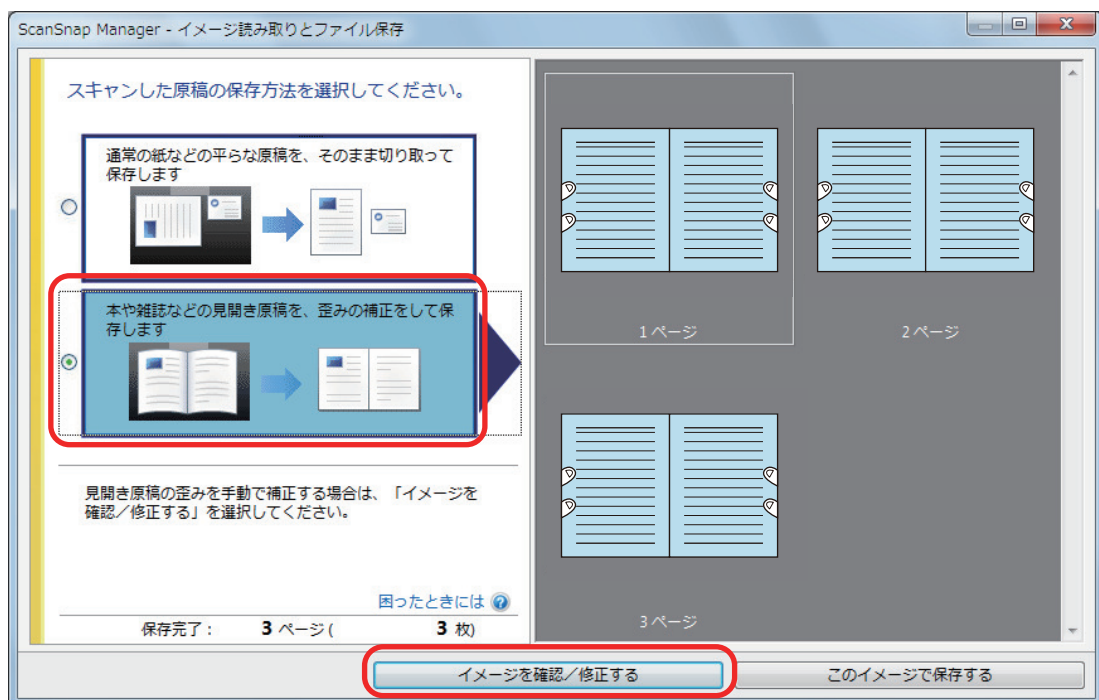 ScanSnap Manager - イメージ読み取りとファイル保存
スキャンした原稿の保存方法を選択してください。
通常の紙などの平らな原稿を、そのまま切り取って
保存します
本や雑誌などの見開き原稿を、歪みの補正をして保
存します
見開き原稿の歪みを手動で補正する場合は、「イメージを
確認／修正する」を選択してください。
困ったときには
保存完了： 3 ページ ( 3 枚)
1 ページ
2 ページ
3 ページ
イメージを確認／修正する
このイメージで保存する